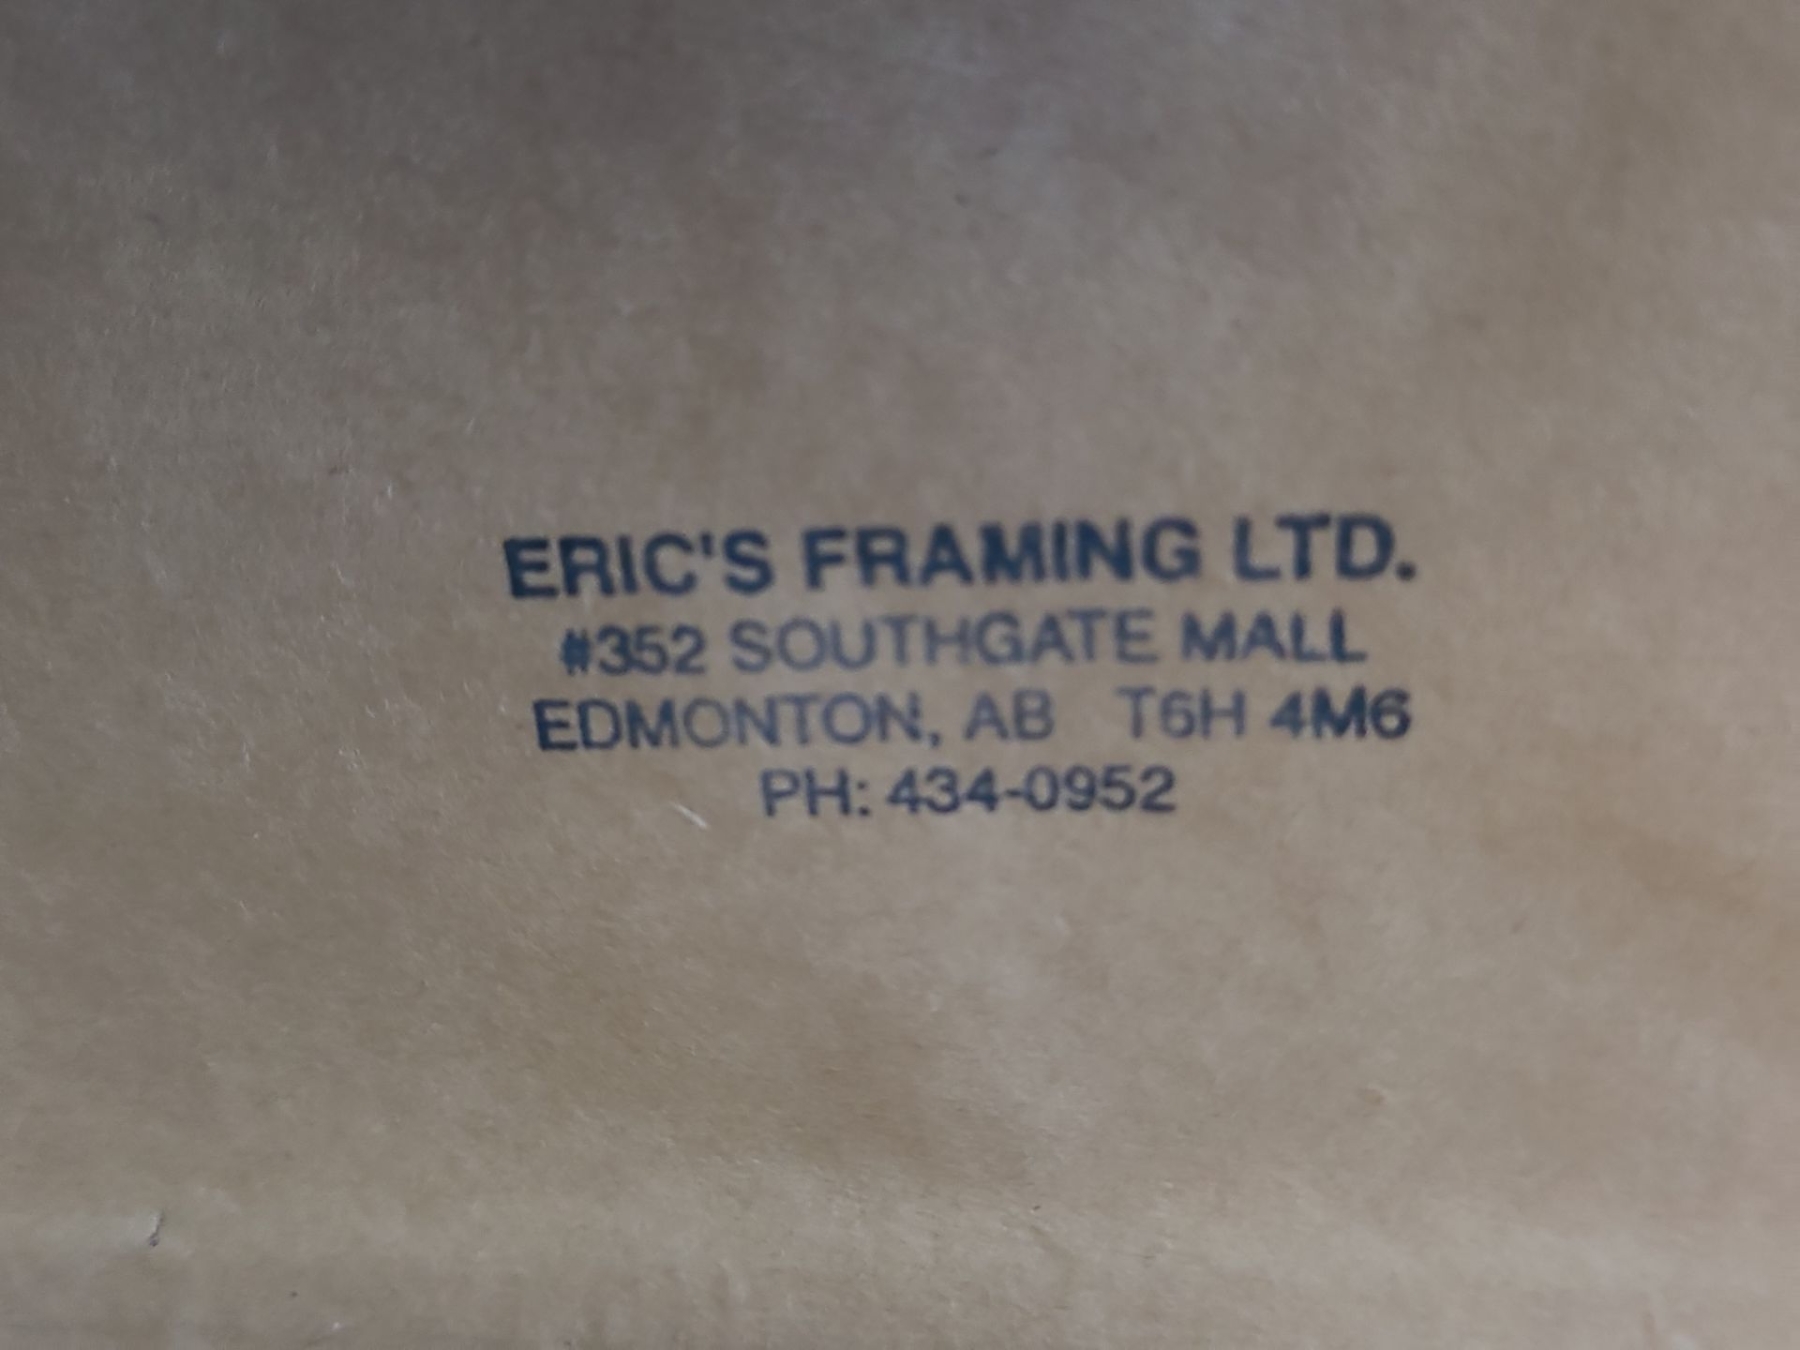 ERIC'S FRAMING LTD.
#352 SOUTHGATE MALL
EDMONTON, AB T6H 4M6
PH: 434-0952